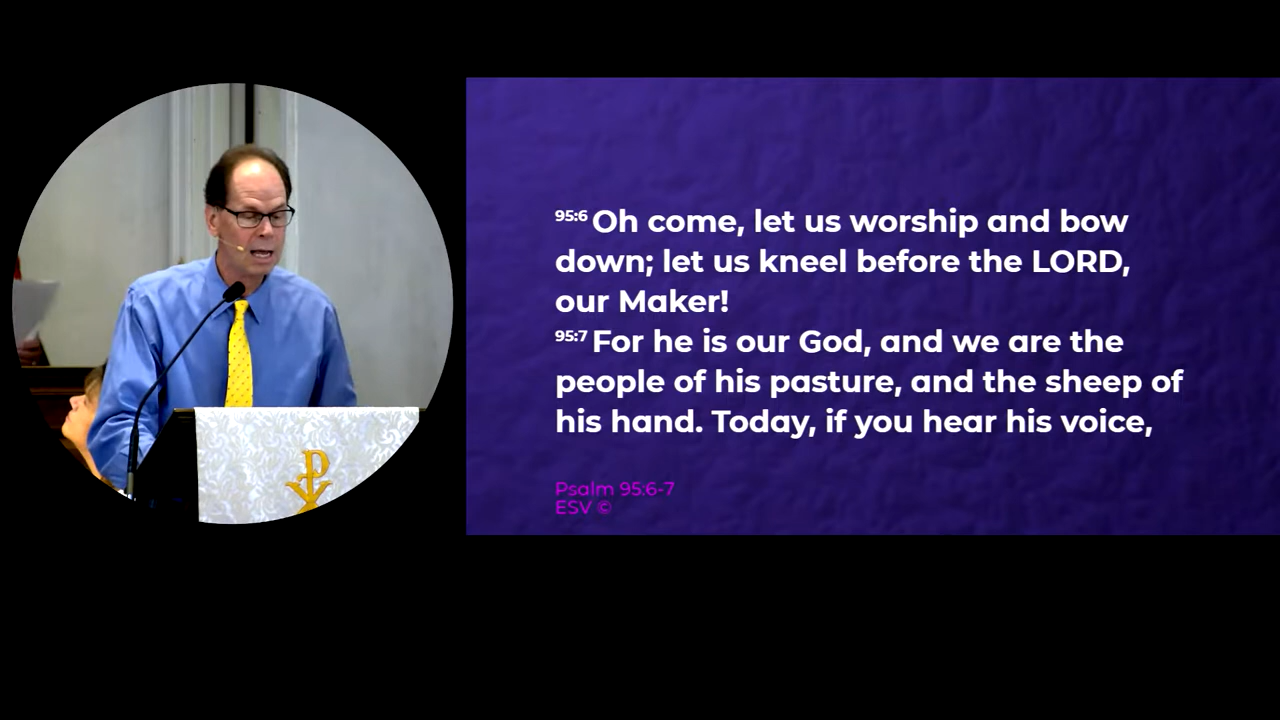 95:6 Oh come, let us worship and bow
down; let us kneel before the LORD,
our Maker!
95:7 For he is our God, and we are the
people of his pasture, and the sheep of
his hand. Today, if you hear his voice,
Psalm 95:6-7
ESV ©